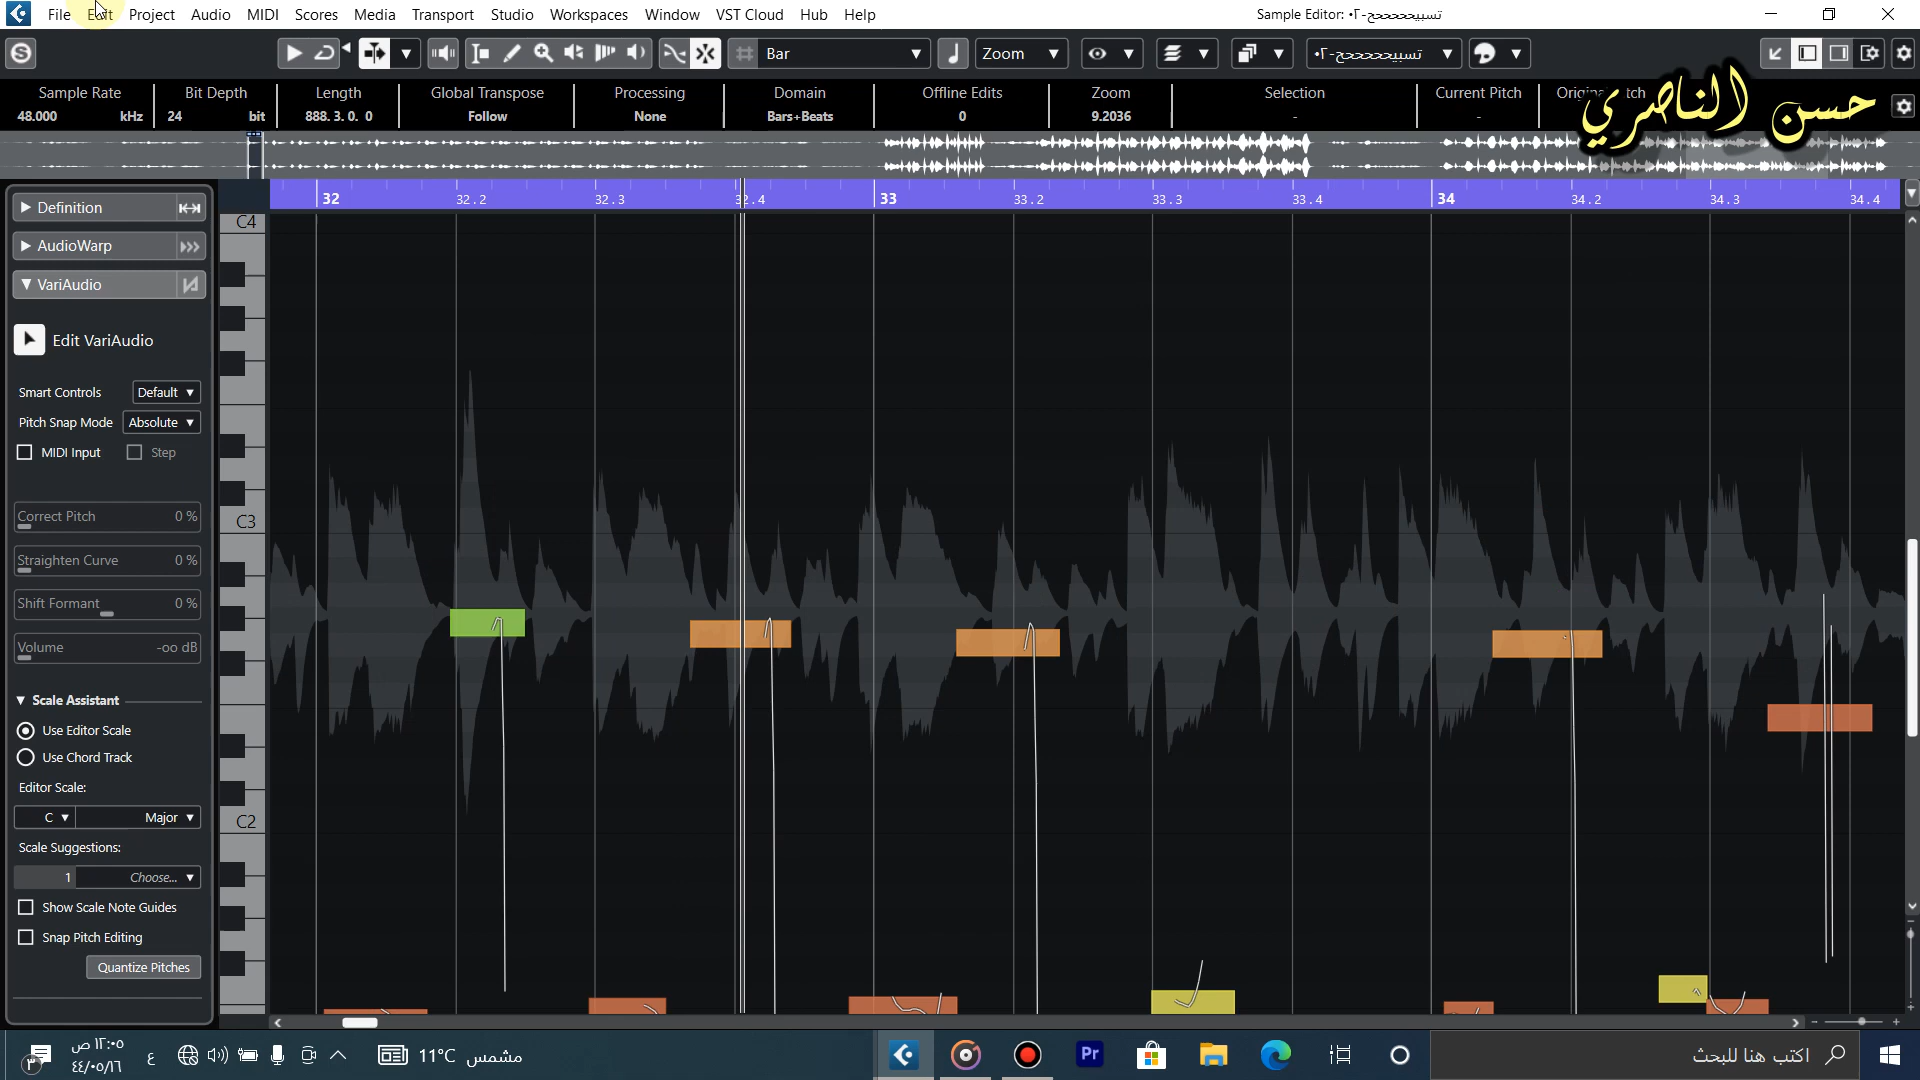 File Edit Project Audio MIDI Scores Media Transport Studio Workspaces Window VST Cloud Hub Help
Sample Editor: تسبيحححححح-٠٢
Bar
Zoom
تسبيحححححح-٠٢
Sample Rate Bit Depth Length Global Transpose Processing Domain Offline Edits Zoom Selection Current Pitch
48.000 kHz 24 bit 888. 3. 0. 0 Follow None Bars+Beats 0 9.2036 - - -
حسن الناصري
32 32.2 32.3 32.4 33 33.2 33.3 33.4 34 34.2 34.3 34.4
Definition
AudioWarp
VariAudio
Edit VariAudio
Smart Controls Default
Pitch Snap Mode Absolute
MIDI Input Step
Correct Pitch 0 %
Straighten Curve 0 %
Shift Formant 0 %
Volume -oo dB
Scale Assistant
Use Editor Scale
Use Chord Track
Editor Scale:
C Major
Scale Suggestions:
1 Choose...
Show Scale Note Guides
Snap Pitch Editing
Quantize Pitches
C4
C3
C2
١٢:٠٥ ص
٤٤/٠٥/١٦
٣
ع
11°C مشمس
Pr
اكتب هنا للبحث